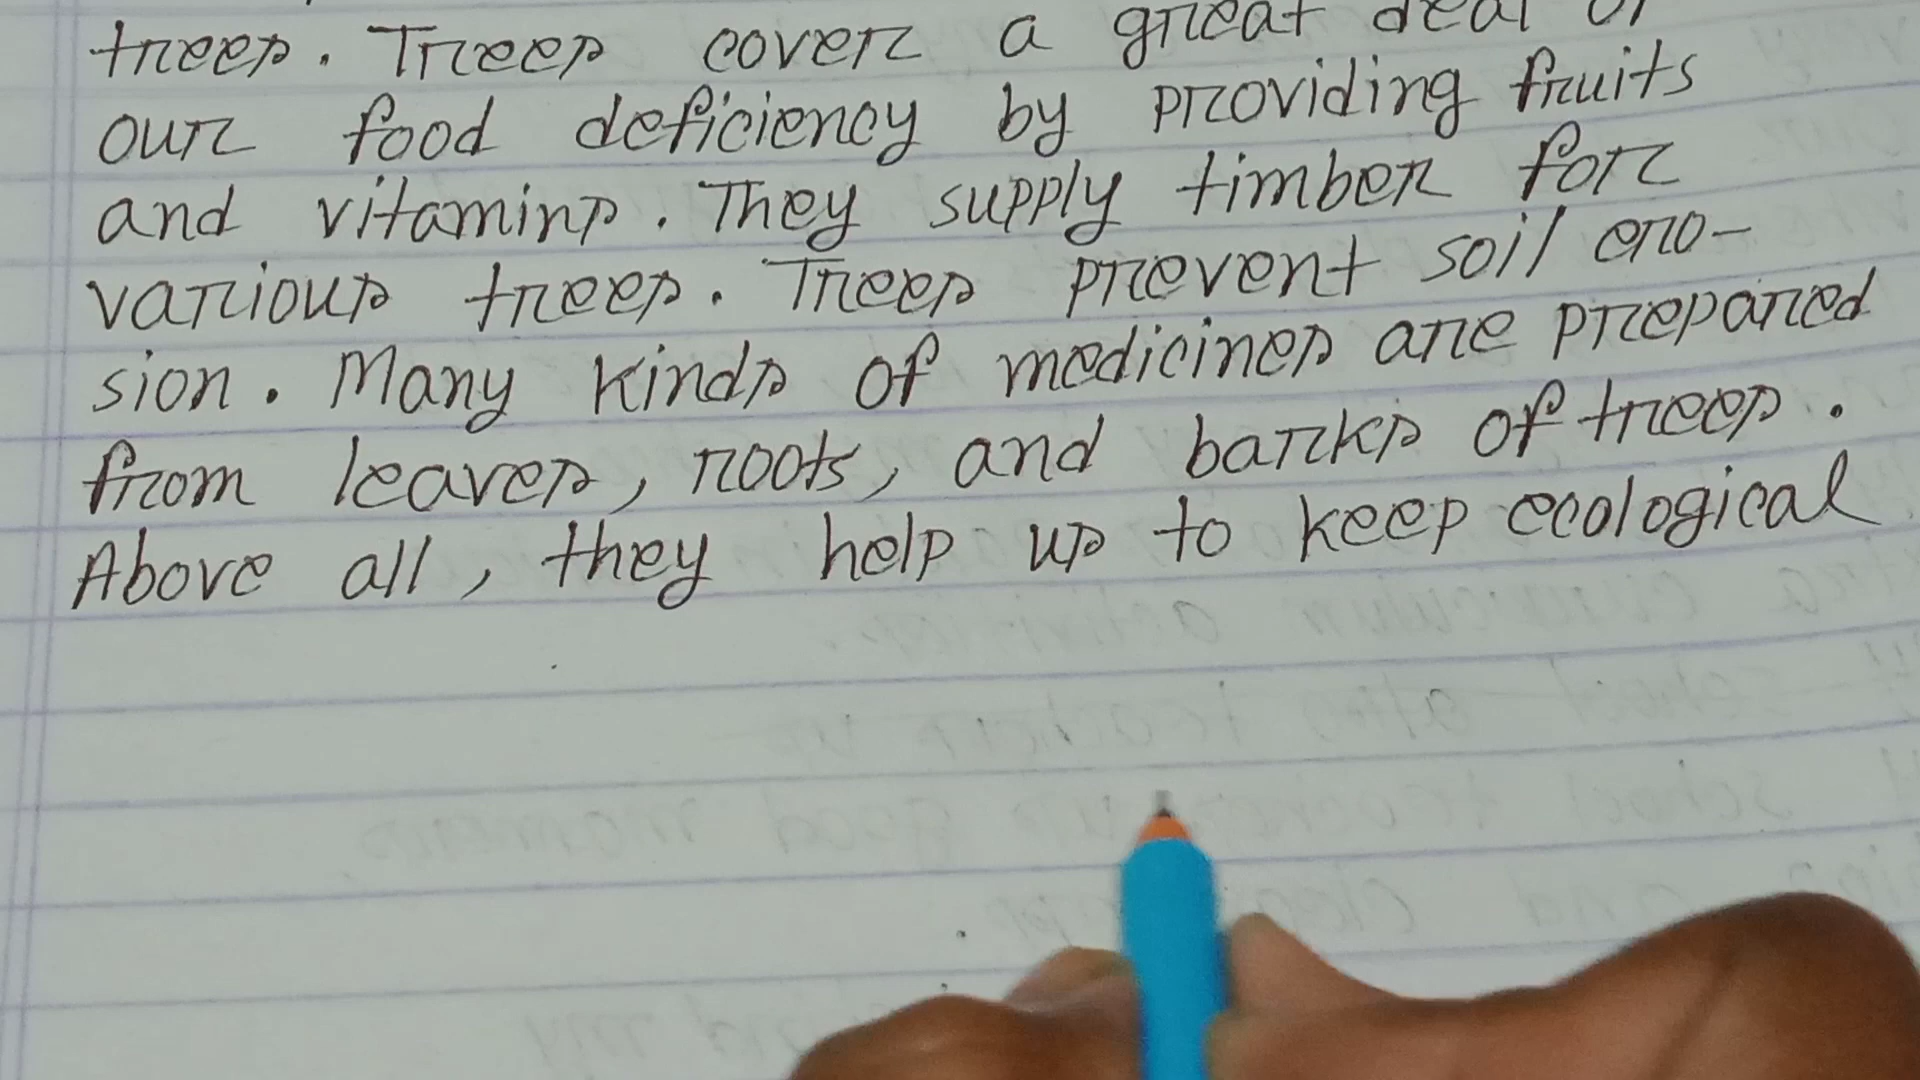 trees. Trees cover a great deal of
our food deficiency by providing fruits
and vitamins. They supply timber for
various trees. Trees prevent soil ero-
sion. Many kinds of medicines are prepared
from leaves, roots, and barks of trees.
Above all, they help us to keep ecological